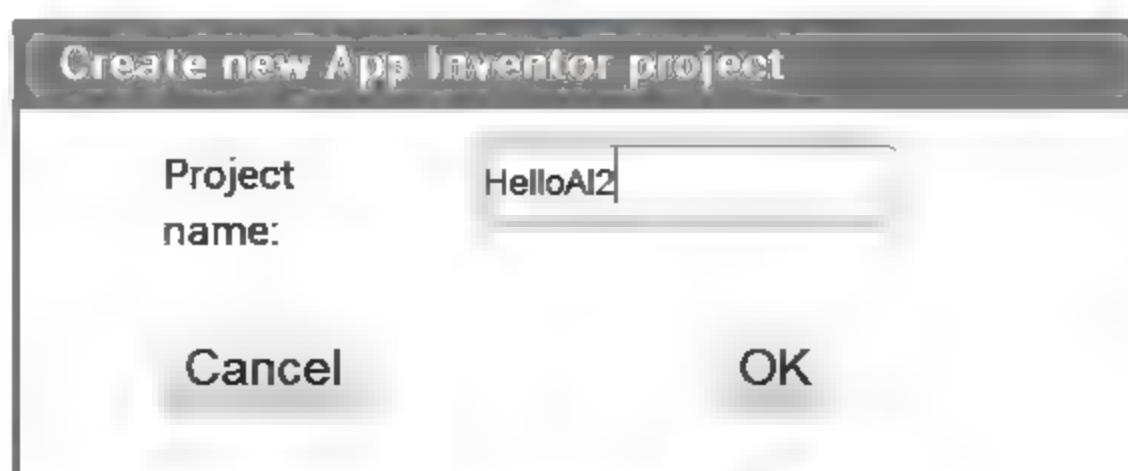 Create new App Inventor project
Project
name:
HelloAI2
Cancel
OK